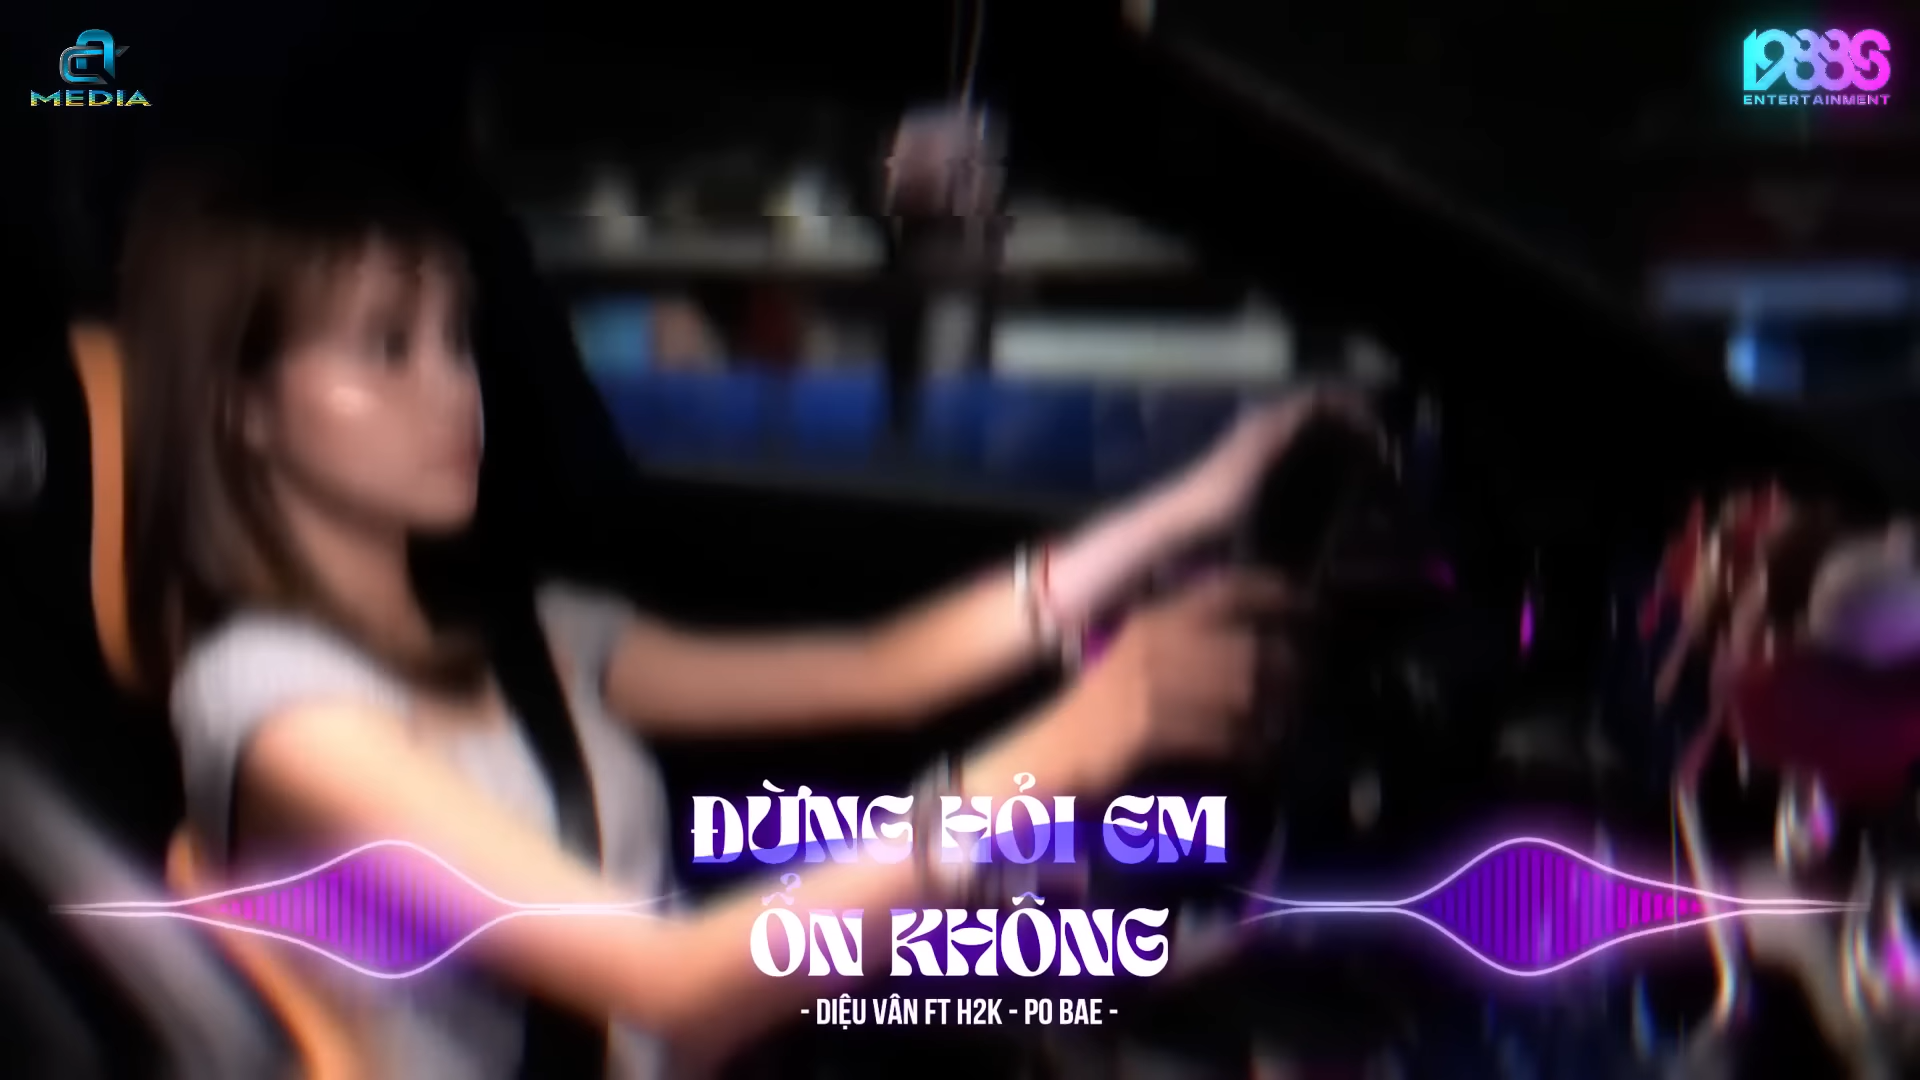 MEDIA
1988S
ENTERTAINMENT
ĐỪNG HỎI EM
ỔN KHÔNG
- DIỆU VÂN FT H2K - PO BAE -